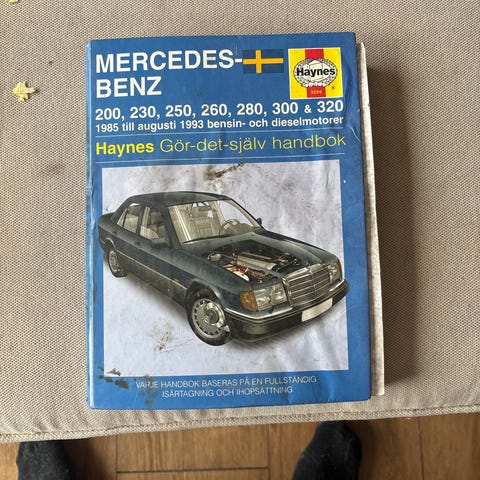 MERCEDES-
BENZ
Haynes
3299
200, 230, 250, 260, 280, 300 & 320
1985 till augusti 1993 bensin- och dieselmotorer
Haynes Gör-det-själv handbok
VARJE HANDBOK BASERAS PÅ EN FULLSTÄNDIG
ISÄRTAGNING OCH IHOPSÄTTNING